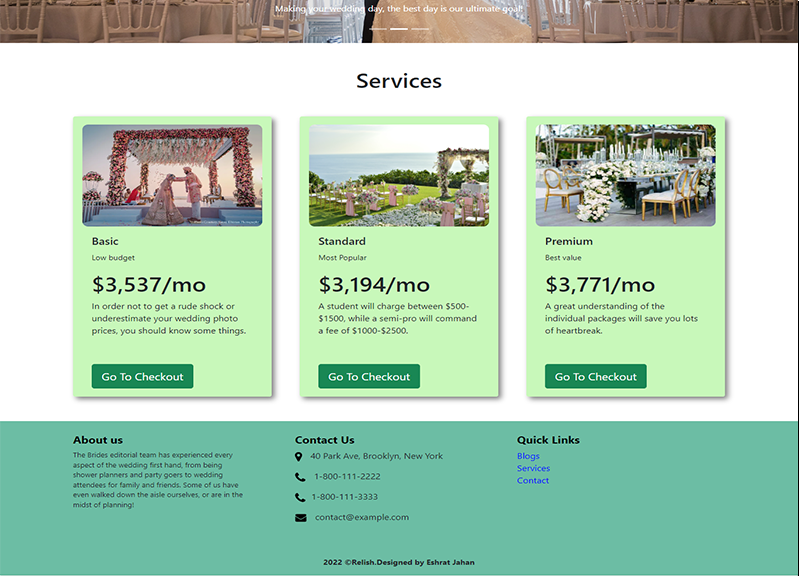 Making your wedding day, the best day is our ultimate goal!
Services
Basic
Low budget
$3,537/mo
In order not to get a rude shock or
underestimate your wedding photo
prices, you should know some things.
Go To Checkout
Standard
Most Popular
$3,194/mo
A student will charge between $500-
$1500, while a semi-pro will command
a fee of $1000-$2500.
Go To Checkout
Premium
Best value
$3,771/mo
A great understanding of the
individual packages will save you lots
of heartbreak.
Go To Checkout
About us
The Brides editorial team has experienced every
aspect of the wedding first hand, from being
shower planners and party goers to wedding
attendees for family and friends. Some of us have
even walked down the aisle ourselves, or are in the
midst of planning!
Contact Us
40 Park Ave, Brooklyn, New York
1-800-111-2222
1-800-111-3333
contact@example.com
Quick Links
Blogs
Services
Contact
2022 ©Relish.Designed by Eshrat Jahan